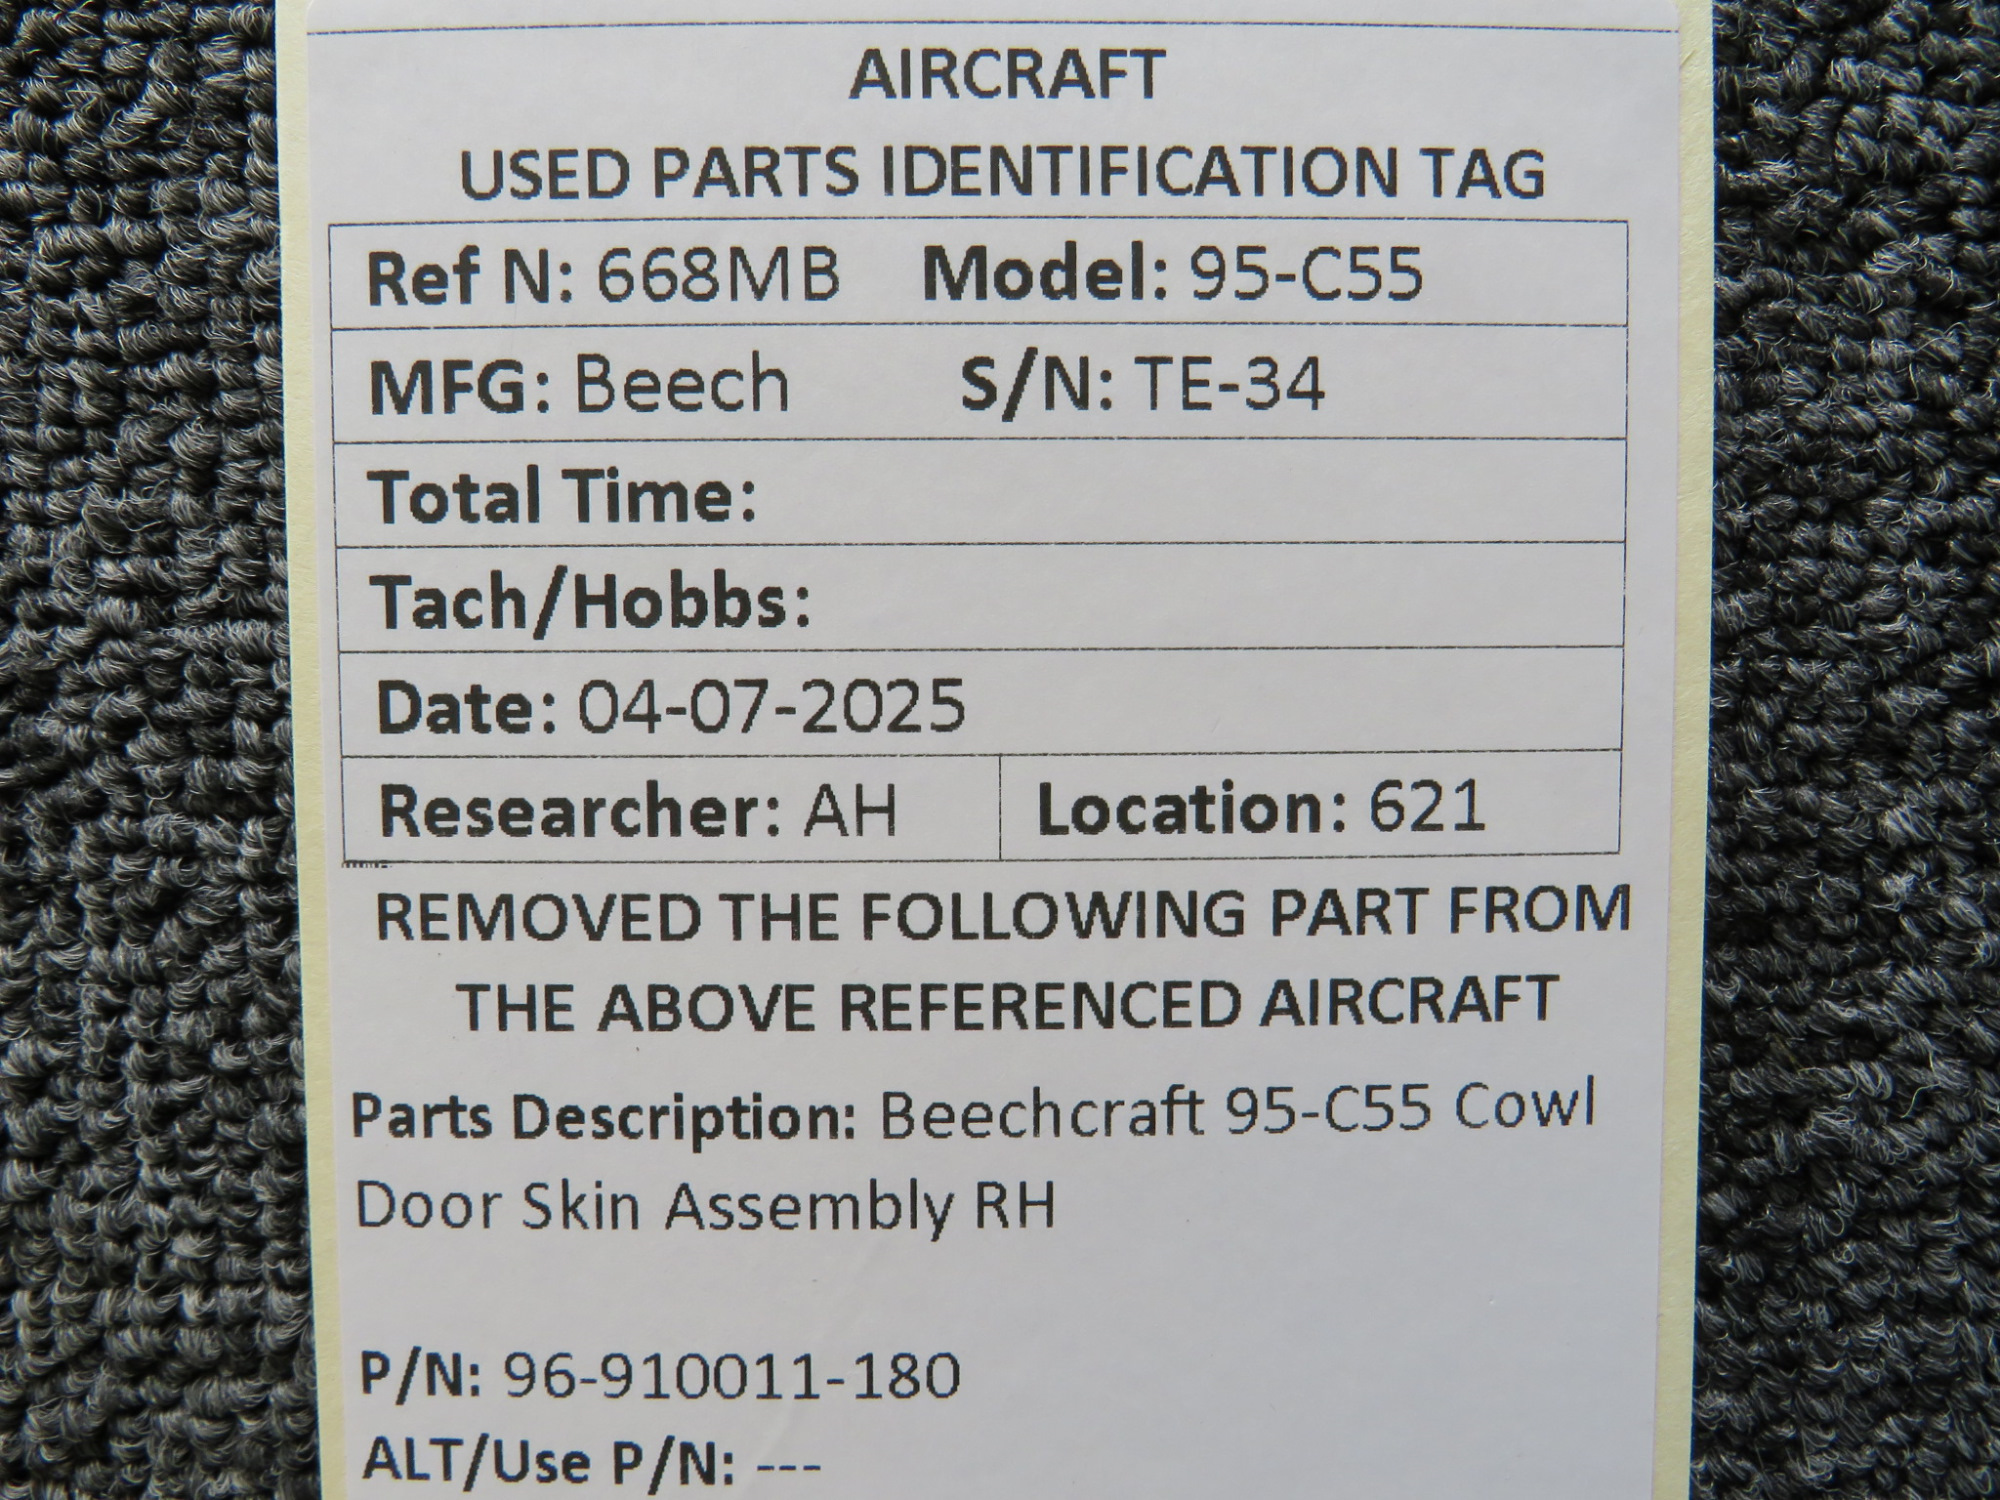 AIRCRAFT
USED PARTS IDENTIFICATION TAG
Ref N: 668MB Model: 95-C55
MFG: Beech S/N: TE-34
Total Time:
Tach/Hobbs:
Date: 04-07-2025
Researcher: AH Location: 621
REMOVED THE FOLLOWING PART FROM
THE ABOVE REFERENCED AIRCRAFT
Parts Description: Beechcraft 95-C55 Cowl
Door Skin Assembly RH
P/N: 96-910011-180
ALT/Use P/N: ---